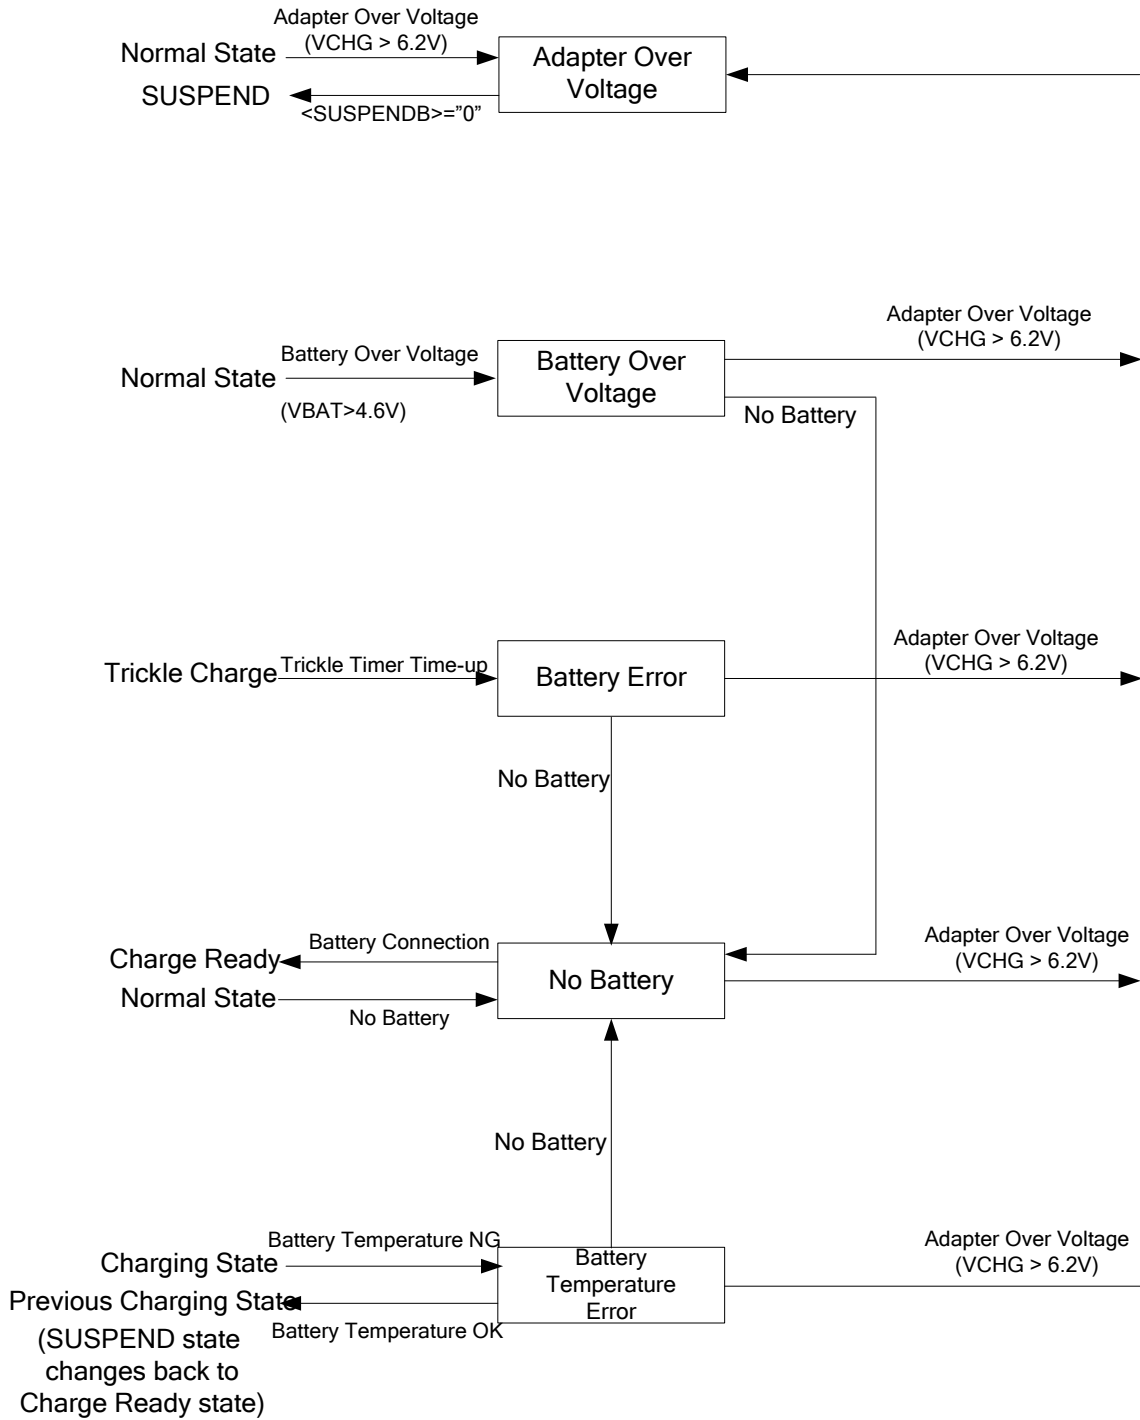 Adapter Over Voltage
(VCHG > 6.2V)
Normal State
SUSPEND
<SUSPENDB>="0"
Adapter Over
Voltage
Adapter Over Voltage
(VCHG > 6.2V)
Battery Over Voltage
Normal State
(VBAT>4.6V)
Battery Over
Voltage
No Battery
Adapter Over Voltage
(VCHG > 6.2V)
Trickle Charge
Trickle Timer Time-up
Battery Error
No Battery
Battery Connection
Charge Ready
Normal State
No Battery
No Battery
Adapter Over Voltage
(VCHG > 6.2V)
No Battery
Battery Temperature NG
Charging State
Previous Charging State
Battery Temperature OK
(SUSPEND state
changes back to
Charge Ready state)
Battery
Temperature
Error
Adapter Over Voltage
(VCHG > 6.2V)